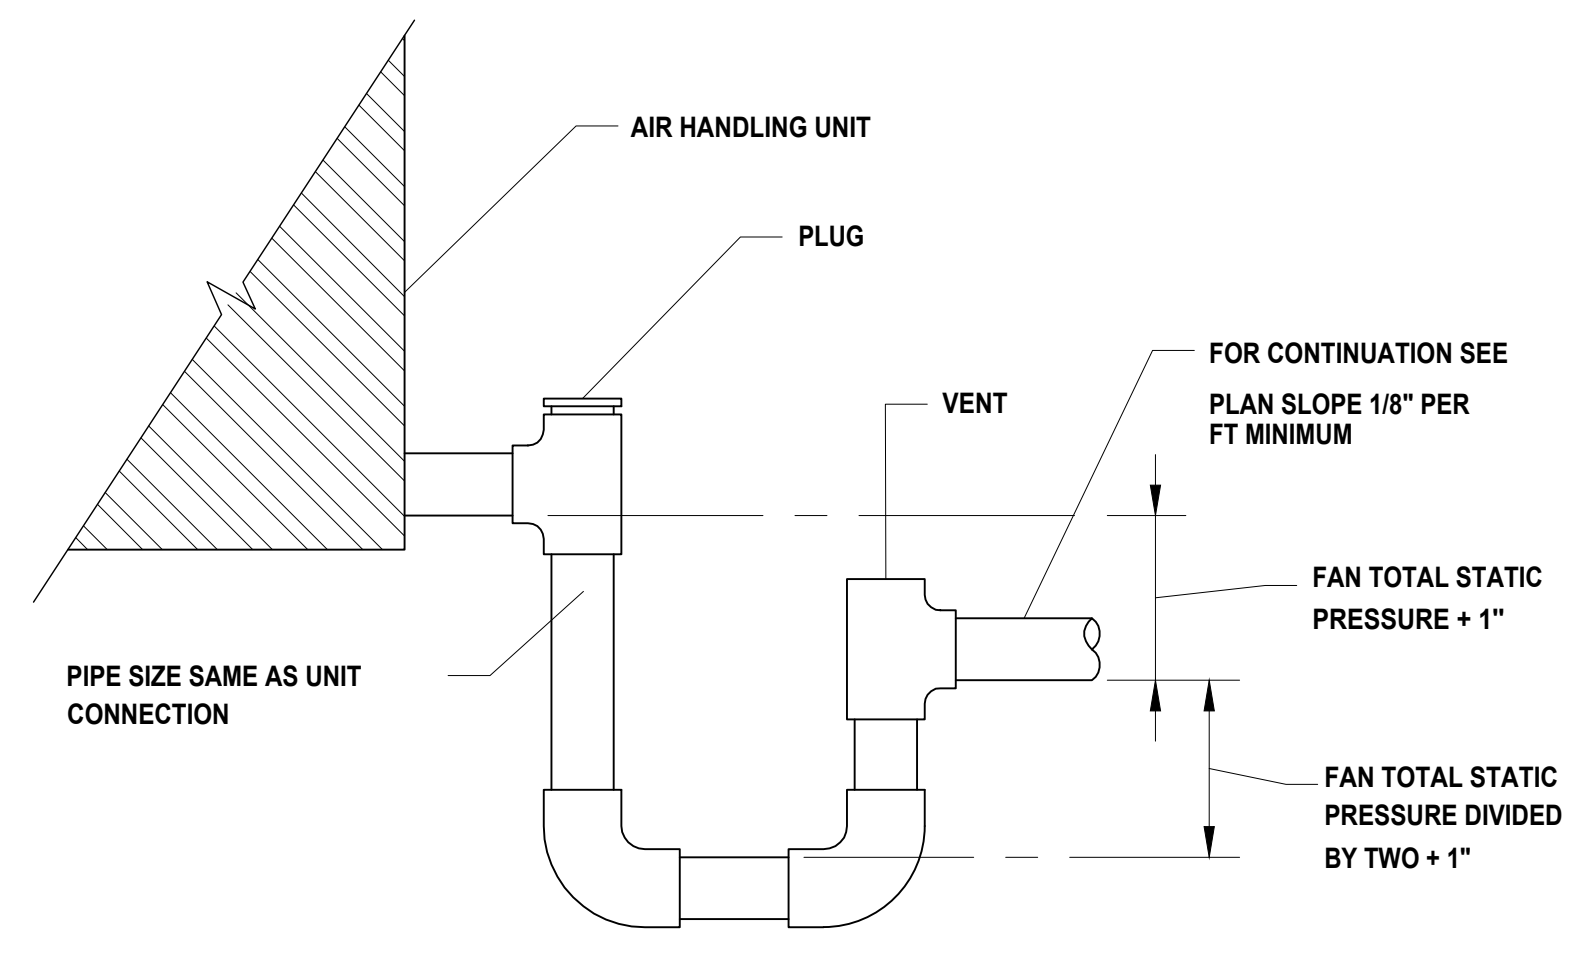 AIR HANDLING UNIT
PLUG
FOR CONTINUATION SEE
PLAN SLOPE 1/8" PER
FT MINIMUM
VENT
FAN TOTAL STATIC
PRESSURE + 1"
PIPE SIZE SAME AS UNIT
CONNECTION
FAN TOTAL STATIC
PRESSURE DIVIDED
BY TWO + 1"